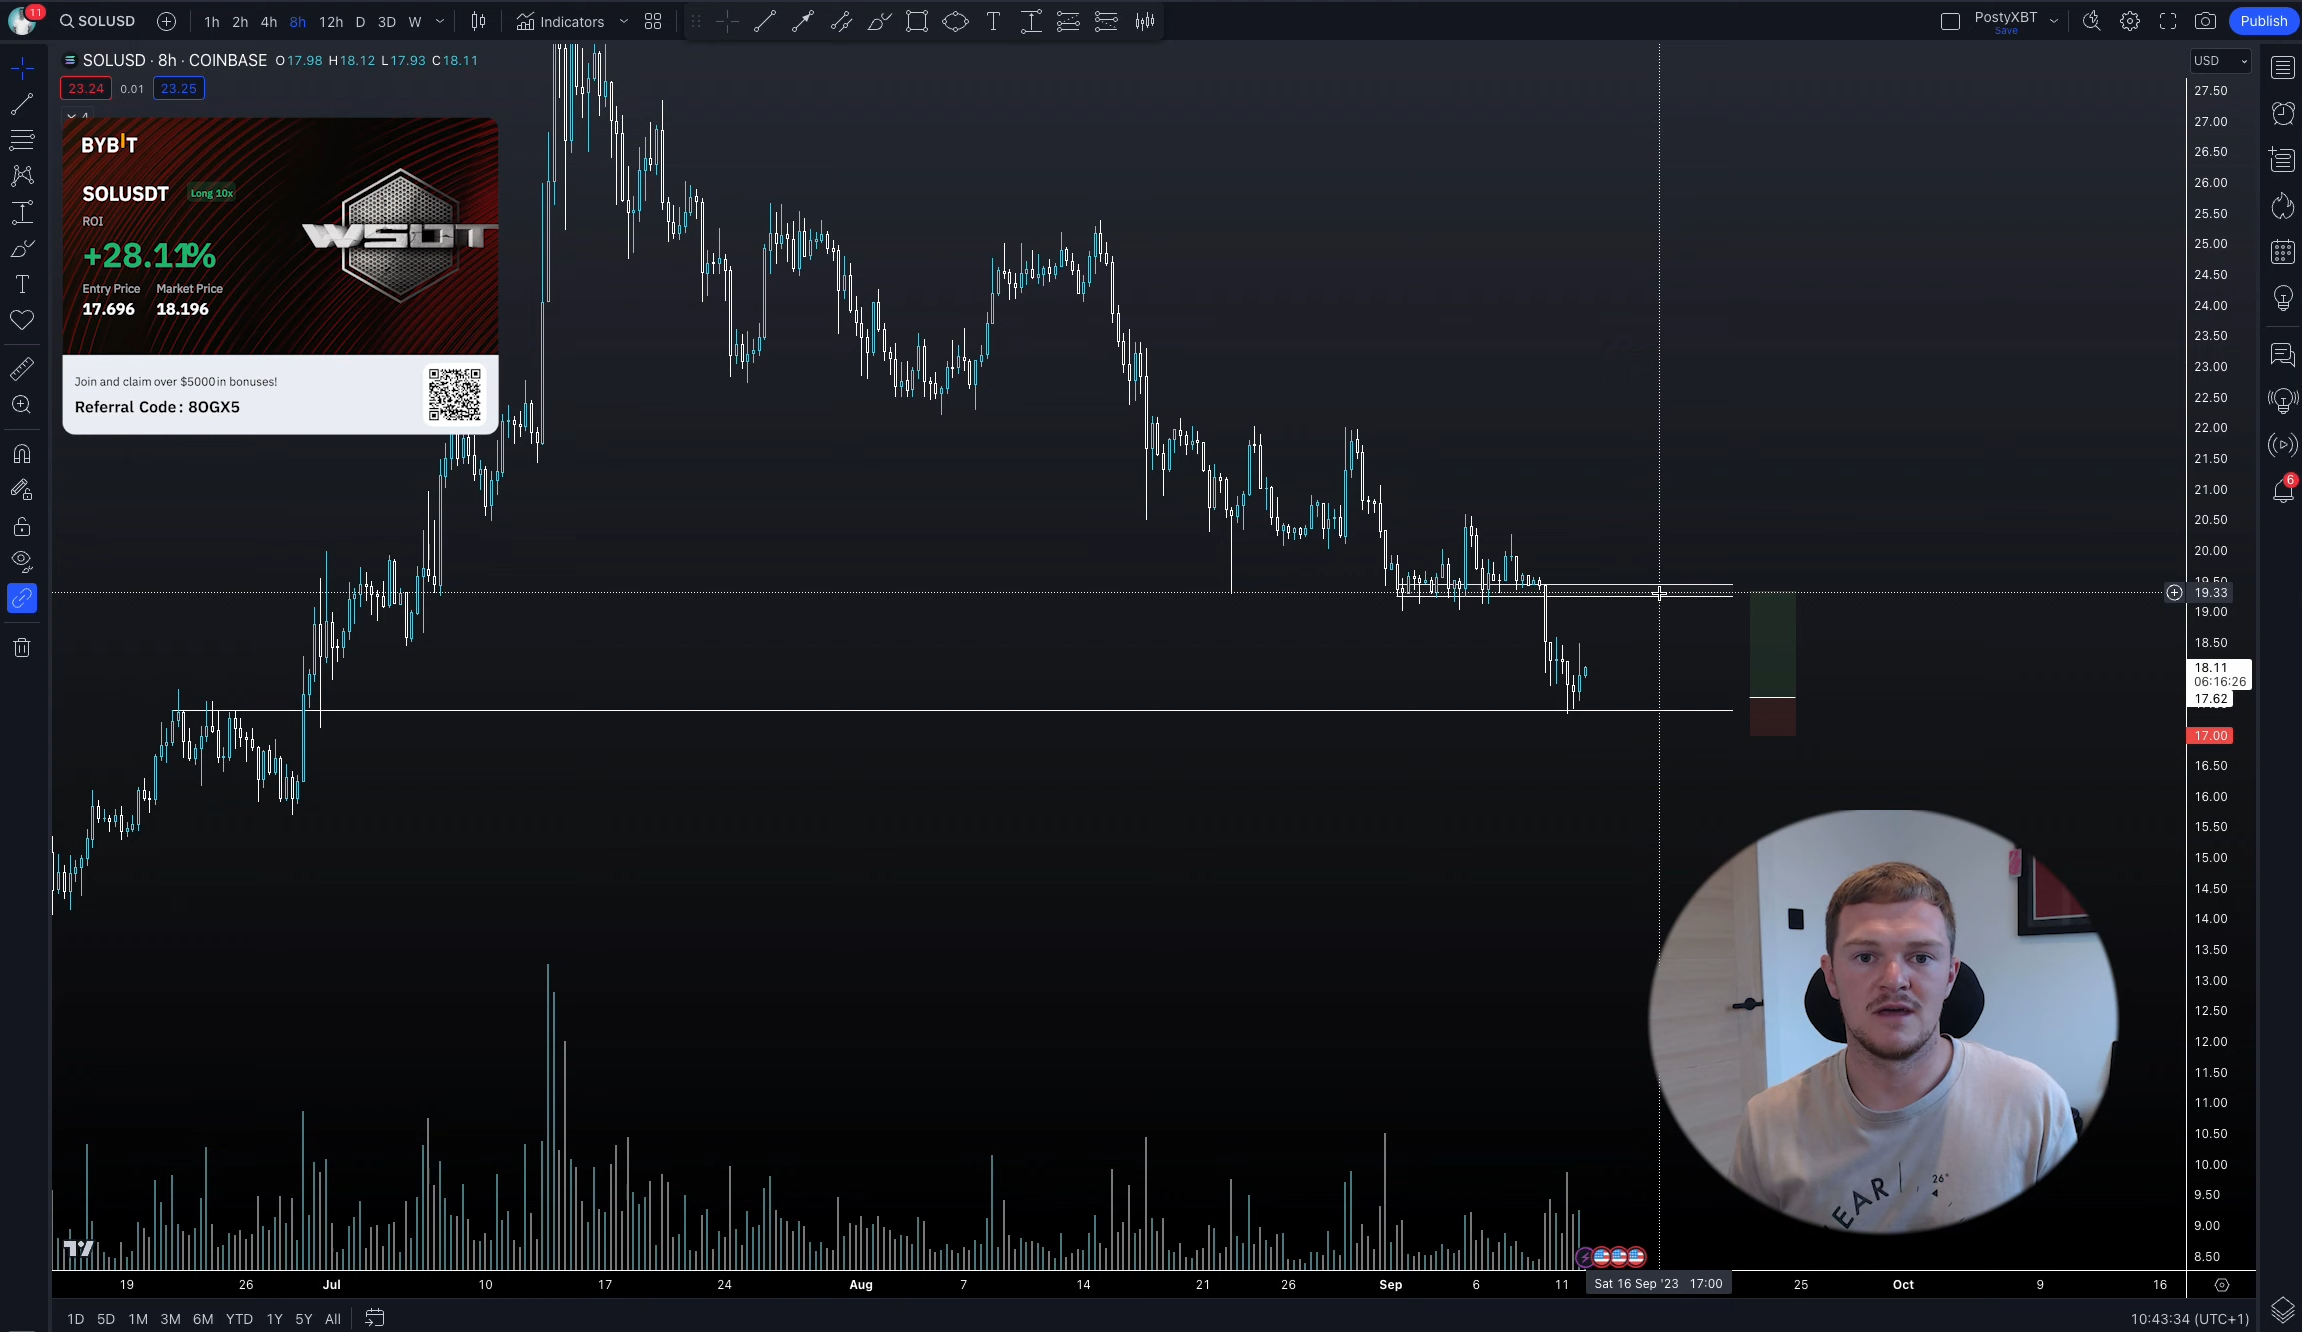 11
SOLUSD
1h 2h 4h 8h 12h D 3D W
Indicators
PostyXBT
Save
Publish
SOLUSD · 8h · COINBASE O17.98 H18.12 L17.93 C18.11
23.24 0.01 23.25
BYBIT
SOLUSDT Long 10x
ROI
+28.11%
Entry Price Market Price
17.696 18.196
WSOT
Join and claim over $5000 in bonuses!
Referral Code: 8OGX5
USD
27.50
27.00
26.50
26.00
25.50
25.00
24.50
24.00
23.50
23.00
22.50
22.00
21.50
21.00
20.50
20.00
19.50
19.33
19.00
18.50
18.11
06:16:26
17.62
17.00
16.50
16.00
15.50
15.00
14.50
14.00
13.50
13.00
12.50
12.00
11.50
11.00
10.50
10.00
9.50
9.00
8.50
6
26°
19 26 Jul 10 17 24 Aug 7 14 21 26 Sep 6 11 Sat 16 Sep '23 17:00 25 Oct 9 16
1D 5D 1M 3M 6M YTD 1Y 5Y All
10:43:34 (UTC+1)